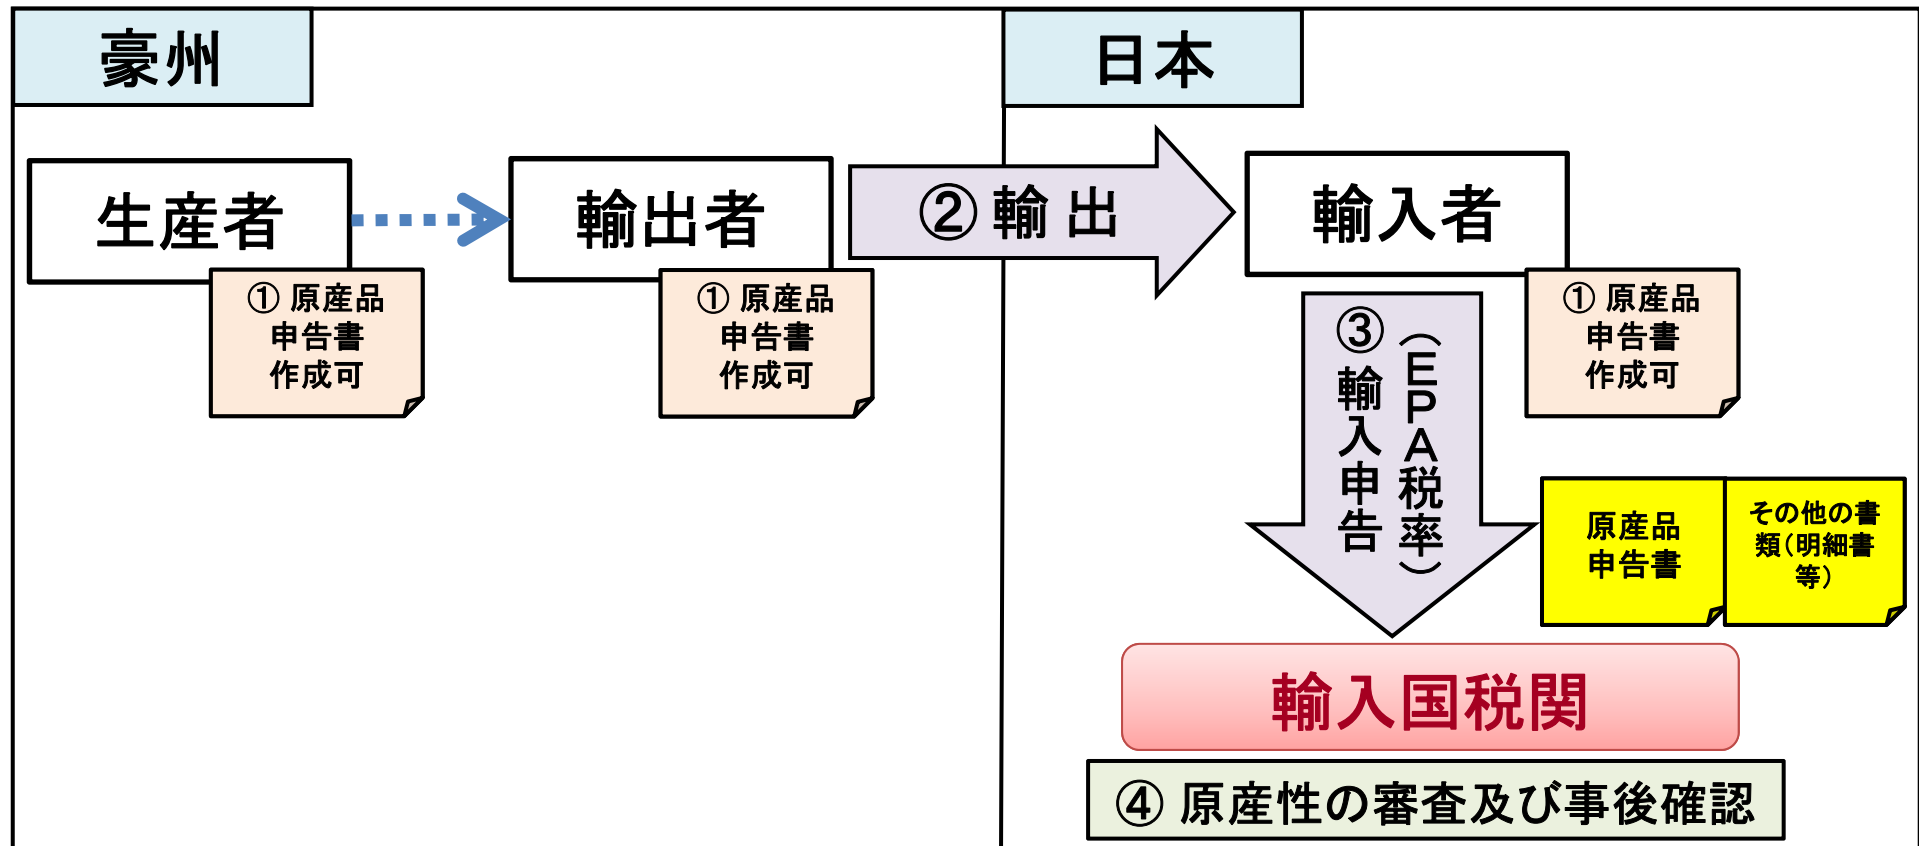 豪州
日本
生産者
輸出者
② 輸 出
輸入者
① 原産品
申告書
作成可
① 原産品
申告書
作成可
① 原産品
申告書
作成可
③輸入申告
（ＥＰＡ税率）
原産品
申告書
その他の書
類（明細書
等）
輸入国税関
④ 原産性の審査及び事後確認